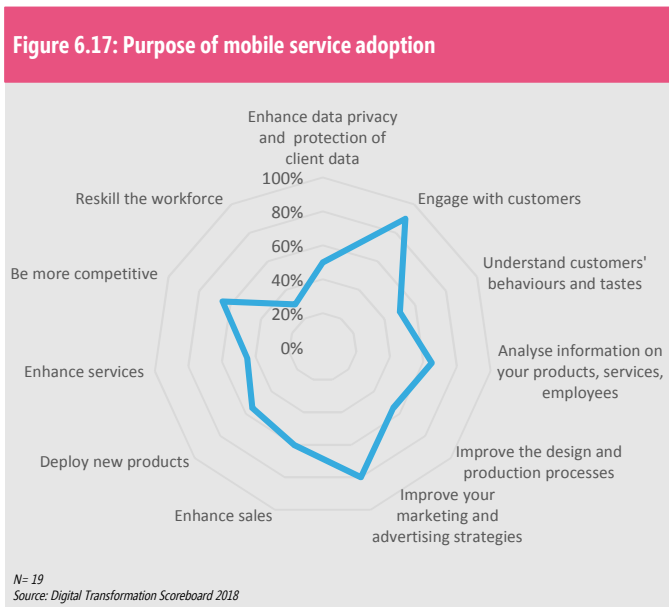 Figure 6.17: Purpose of mobile service adoption
Enhance data privacy
and protection of
client data
100%
80%
60%
40%
20%
0%
Engage with customers
Understand customers'
behaviours and tastes
Analyse information on
your products, services,
employees
Improve the design and
production processes
Improve your
marketing and
advertising strategies
Enhance sales
Deploy new products
Enhance services
Be more competitive
Reskill the workforce
N= 19
Source: Digital Transformation Scoreboard 2018